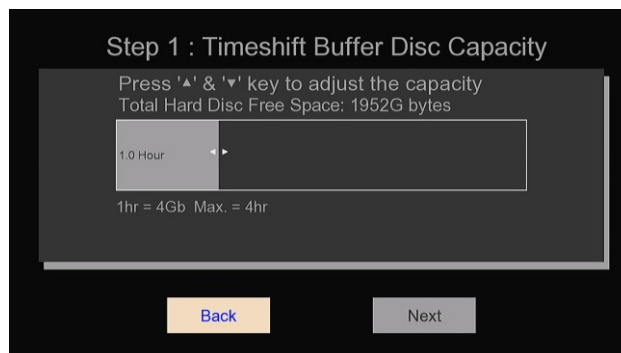 Step 1 : Timeshift Buffer Disc Capacity
Press '▲' & '▼' key to adjust the capacity
Total Hard Disc Free Space: 1952G bytes
1.0 Hour
1hr = 4Gb Max. = 4hr
Back Next